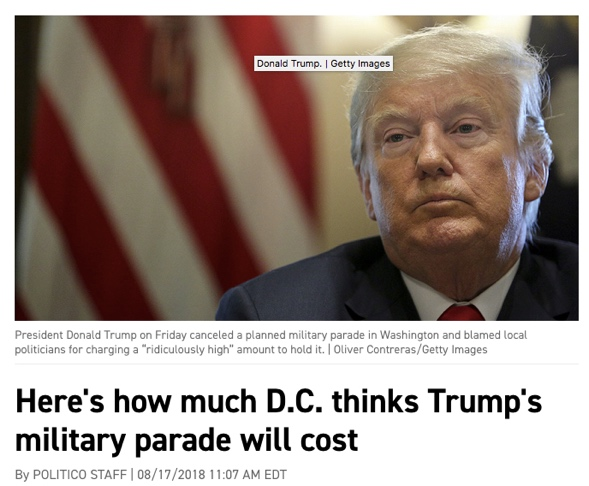 Donald Trump. | Getty Images
President Donald Trump on Friday canceled a planned military parade in Washington and blamed local
politicians for charging a “ridiculously high” amount to hold it. | Oliver Contreras/Getty Images
Here's how much D.C. thinks Trump's
military parade will cost
By POLITICO STAFF | 08/17/2018 11:07 AM EDT